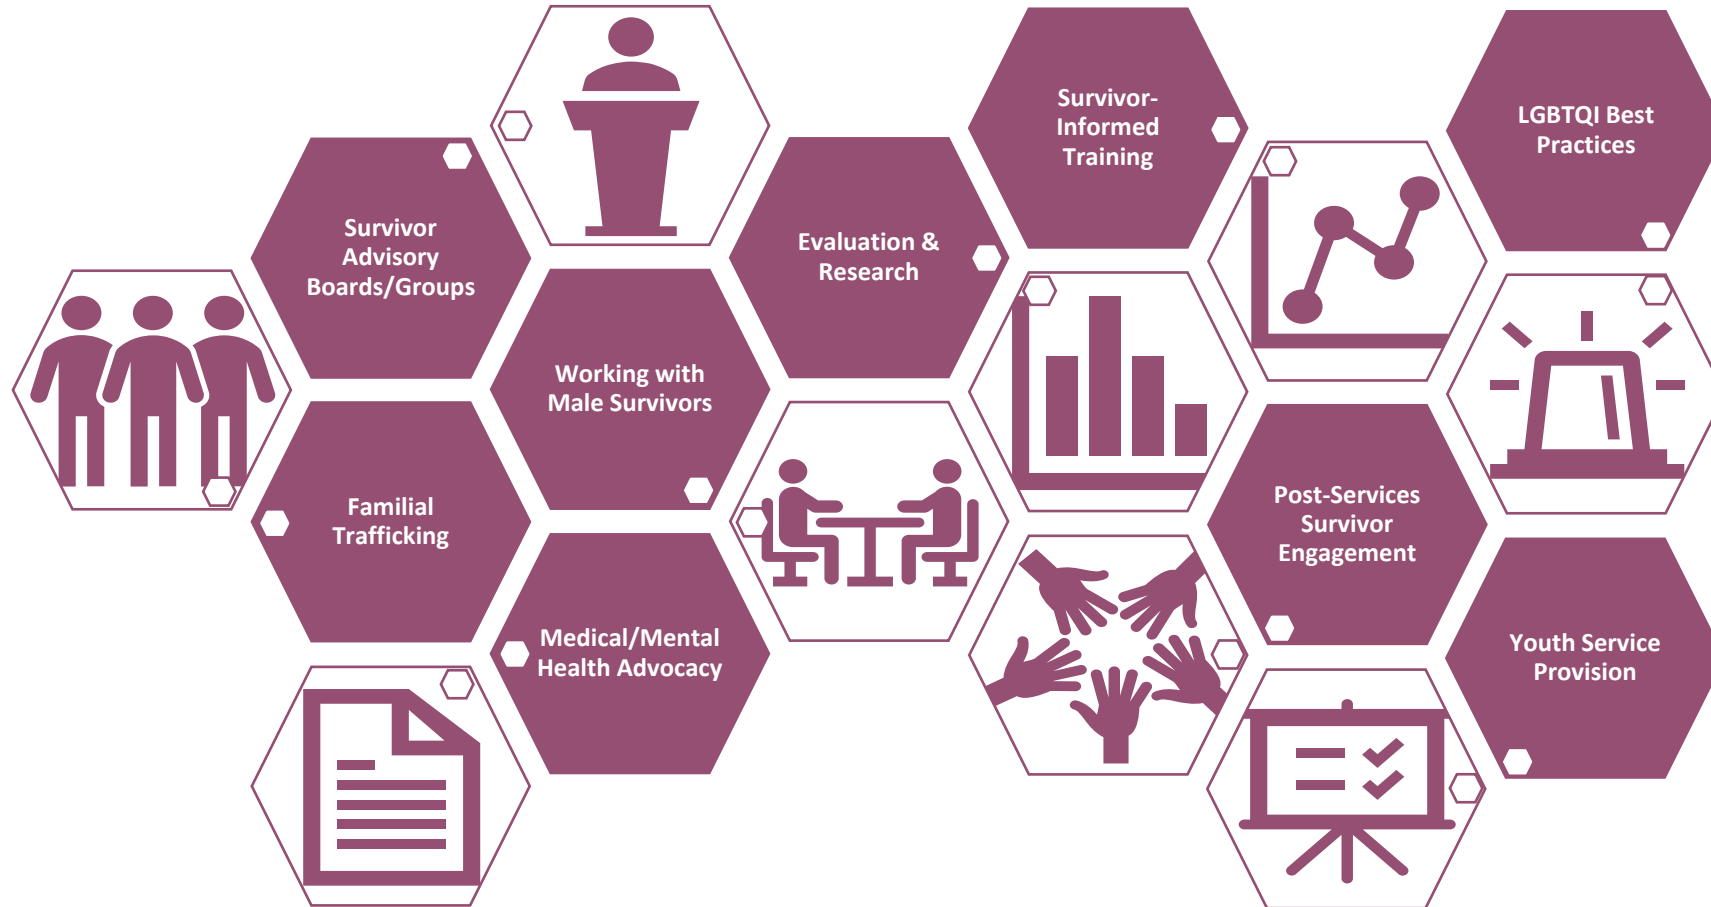 Survivor
Advisory
Boards/Groups
Familial
Trafficking
Working with
Male Survivors
Medical/Mental
Health Advocacy
Evaluation &
Research
Survivor-
Informed
Training
Post-Services
Survivor
Engagement
LGBTQI Best
Practices
Youth Service
Provision